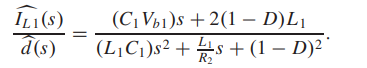 \frac{\widehat{I_{L1}}(s)}{\widehat{d}(s)} = \frac{(C_1 V_{b1})s + 2(1 - D)L_1}{(L_1 C_1)s^2 + \frac{L_1}{R_2}s + (1 - D)^2}.